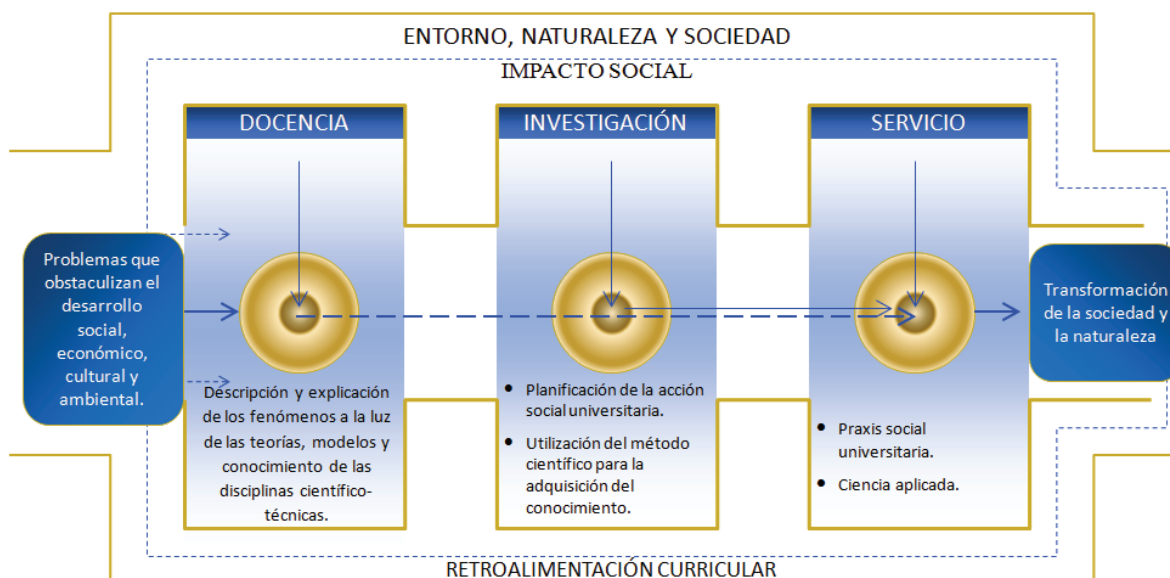 ENTORNO, NATURALEZA Y SOCIEDAD
IMPACTO SOCIAL
DOCENCIA
INVESTIGACIÓN
SERVICIO
Problemas que
obstaculizan el
desarrollo
social,
económico,
cultural y
ambiental.
Descripción y explicación
de los fenómenos a la luz
de las teorías, modelos y
conocimiento de las
disciplinas científico-
técnicas.
• Planificación de la acción
social universitaria.
• Utilización del método
científico para la
adquisición del
conocimiento.
• Praxis social
universitaria.
• Ciencia aplicada.
Transformación
de la sociedad y
la naturaleza
RETROALIMENTACIÓN CURRICULAR